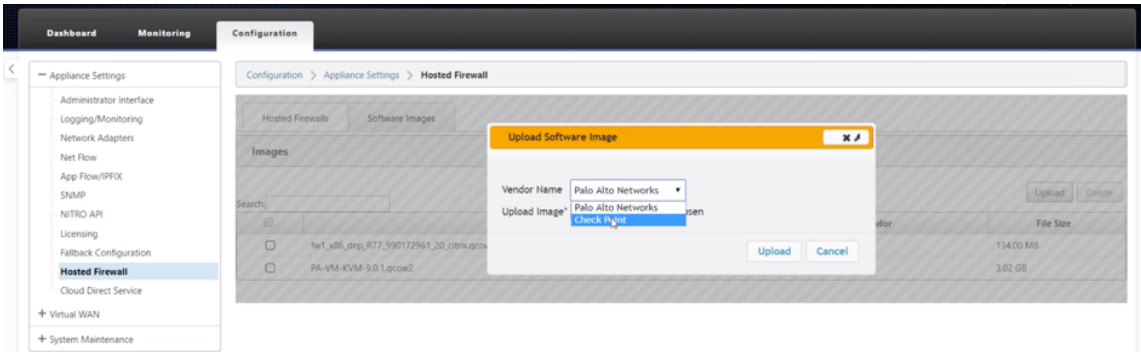 Dashboard Monitoring Configuration
Appliance Settings
Administrator Interface
Logging/Monitoring
Network Adapters
Net Flow
App Flow/IPFIX
SNMP
NITRO API
Licensing
Fallback Configuration
Hosted Firewall
Cloud Direct Service
Virtual WAN
System Maintenance
Configuration > Appliance Settings > Hosted Firewall
Hosted Firewalls Software Images
Images
Upload Delete
Search:
File Size
fw1_x86_dep_R77_990172961_20_citrix.qcow 134.00 MB
PA-VM-KVM-9.0.1.qcow2 3.02 GB
Upload Software Image
Vendor Name Palo Alto Networks
Palo Alto Networks
Check Point
Upload Image*
Upload Cancel